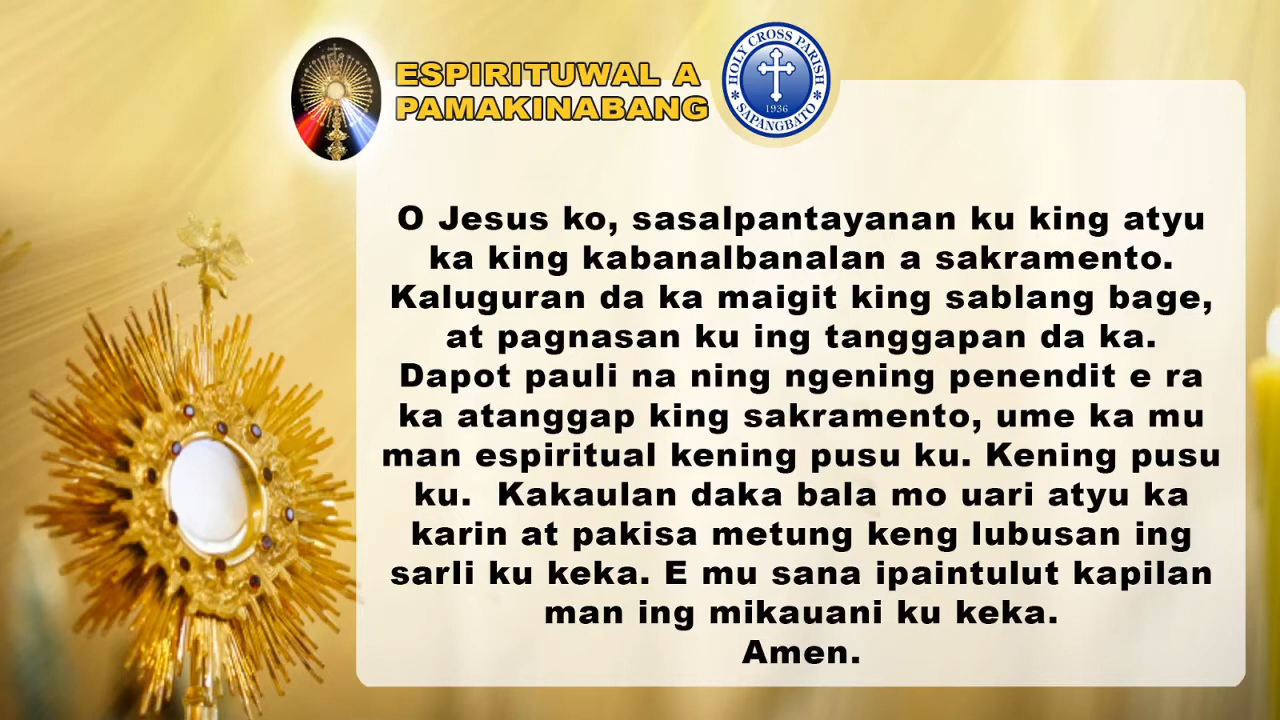 ESPIRITUWAL A
PAMAKINABANG
HOLY CROSS PARISH
1936
SAPANGBATO
O Jesus ko, sasalpantayanan ku king atyu
ka king kabanalbanalan a sakramento.
Kaluguran da ka maigit king sablang bage,
at pagnasan ku ing tanggapan da ka.
Dapot pauli na ning ngening penendit e ra
ka atanggap king sakramento, ume ka mu
man espiritual kening pusu ku. Kening pusu
ku. Kakaulan daka bala mo uari atyu ka
karin at pakisa metung keng lubusan ing
sarli ku keka. E mu sana ipaintulut kapilan
man ing mikauani ku keka.
Amen.